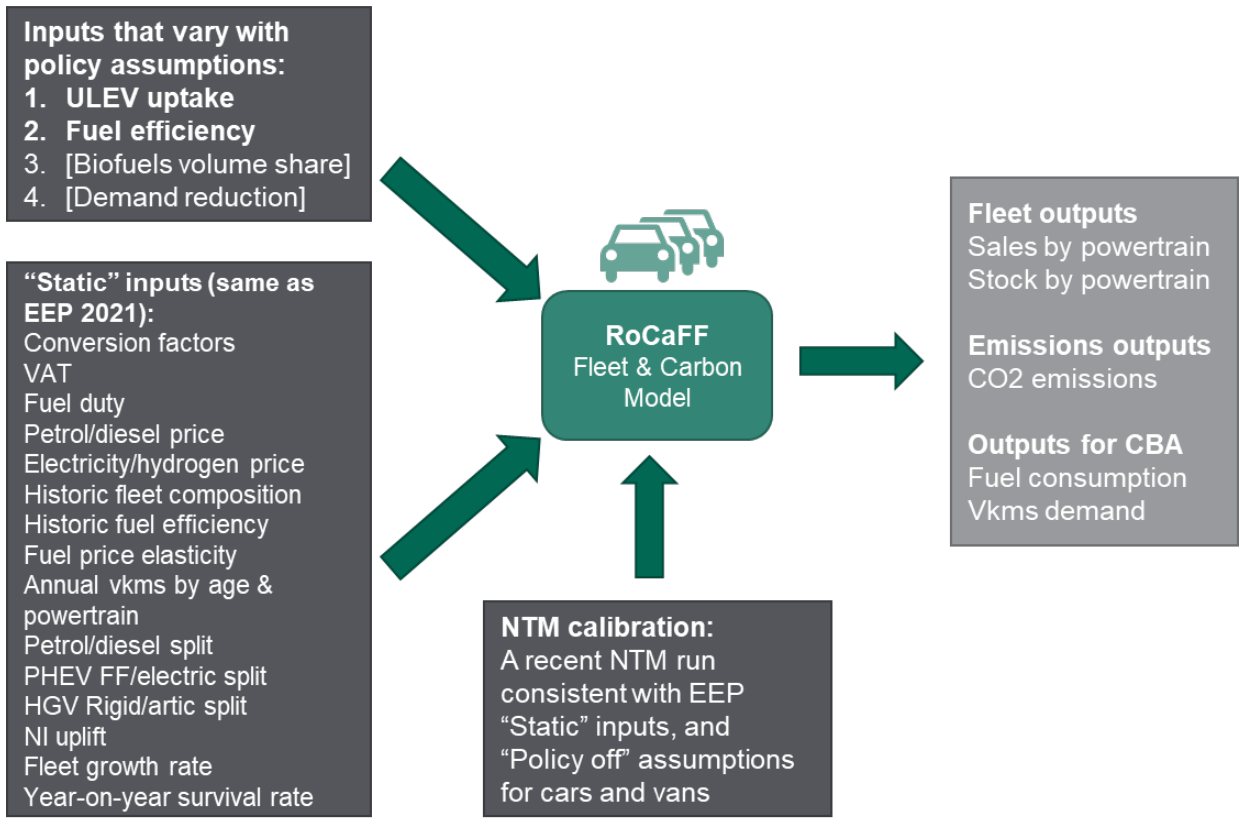 Inputs that vary with
policy assumptions:
1. ULEV uptake
2. Fuel efficiency
3. [Biofuels volume share]
4. [Demand reduction]
“Static” inputs (same as
EEP 2021):
Conversion factors
VAT
Fuel duty
Petrol/diesel price
Electricity/hydrogen price
Historic fleet composition
Historic fuel efficiency
Fuel price elasticity
Annual vkms by age &
powertrain
Petrol/diesel split
PHEV FF/electric split
HGV Rigid/artic split
NI uplift
Fleet growth rate
Year-on-year survival rate
RoCaFF
Fleet & Carbon
Model
NTM calibration:
A recent NTM run
consistent with EEP
“Static” inputs, and
“Policy off” assumptions
for cars and vans
Fleet outputs
Sales by powertrain
Stock by powertrain
Emissions outputs
CO2 emissions
Outputs for CBA
Fuel consumption
Vkms demand